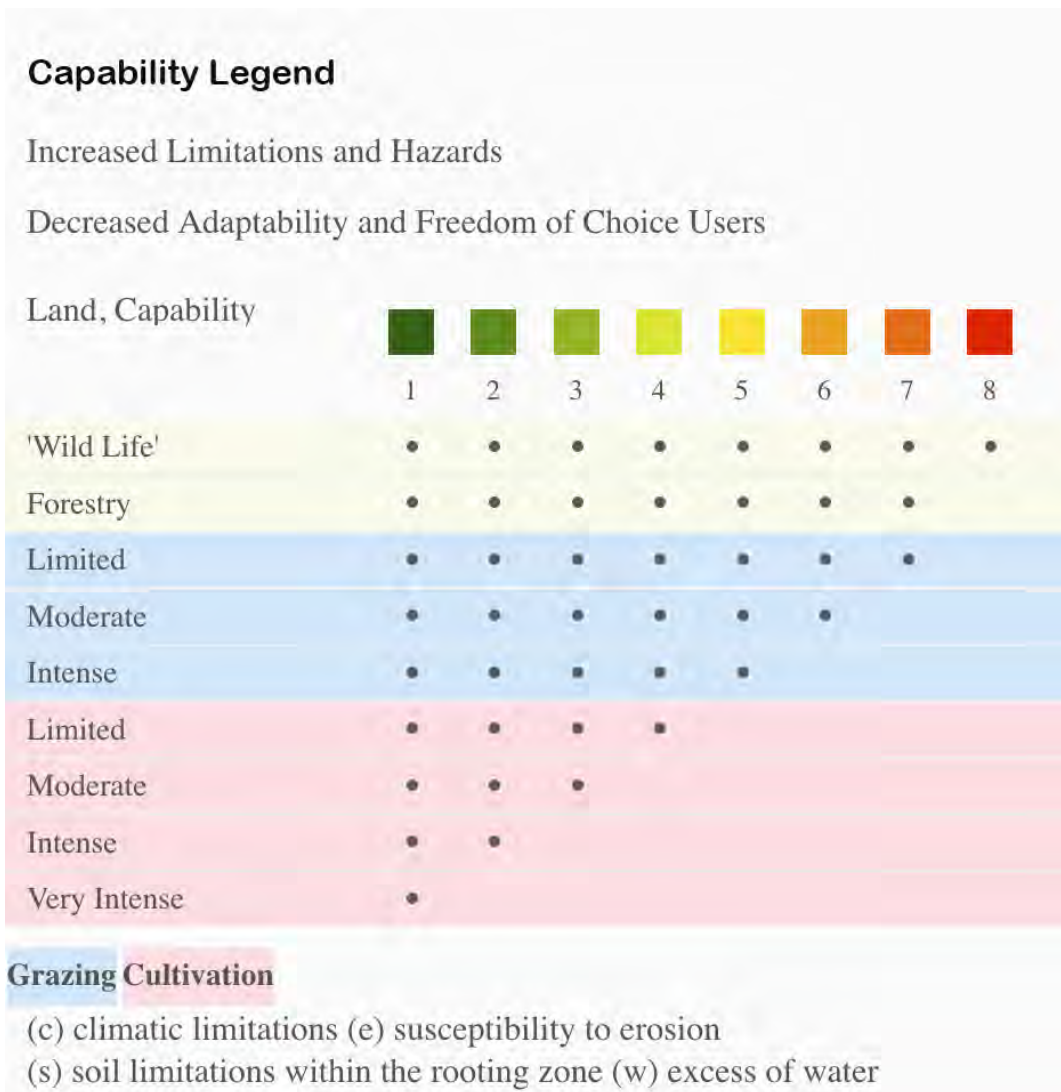 Capability Legend
Increased Limitations and Hazards
Decreased Adaptability and Freedom of Choice Users
Land, Capability
1 2 3 4 5 6 7 8
'Wild Life' • • • • • • • •
Forestry • • • • • • •
Limited • • • • • • •
Moderate • • • • • •
Intense • • • • •
Limited • • • •
Moderate • • •
Intense • •
Very Intense •
Grazing Cultivation
(c) climatic limitations (e) susceptibility to erosion
(s) soil limitations within the rooting zone (w) excess of water